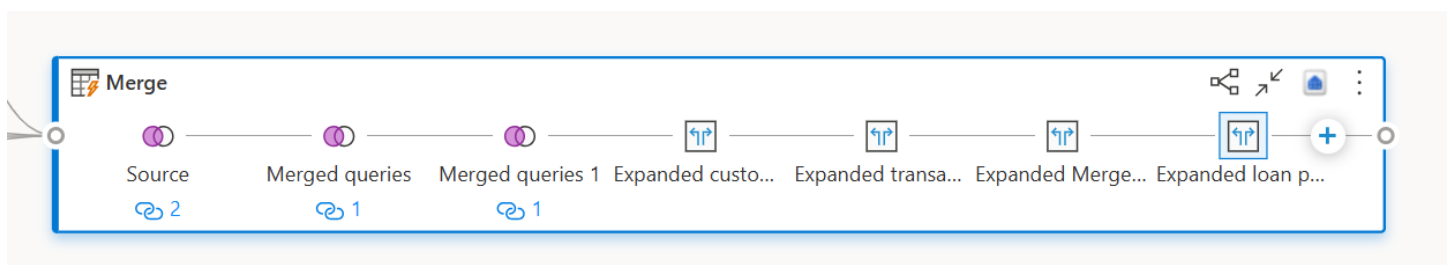 Merge
Source Merged queries Merged queries 1 Expanded custo... Expanded transa... Expanded Merge... Expanded loan p...
2 1 1